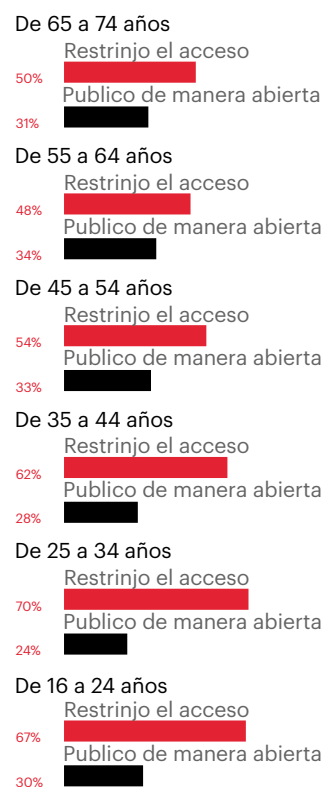 De 65 a 74 años
Restrinjo el acceso
50%
Publico de manera abierta
31%
De 55 a 64 años
Restrinjo el acceso
48%
Publico de manera abierta
34%
De 45 a 54 años
Restrinjo el acceso
54%
Publico de manera abierta
33%
De 35 a 44 años
Restrinjo el acceso
62%
Publico de manera abierta
28%
De 25 a 34 años
Restrinjo el acceso
70%
Publico de manera abierta
24%
De 16 a 24 años
Restrinjo el acceso
67%
Publico de manera abierta
30%